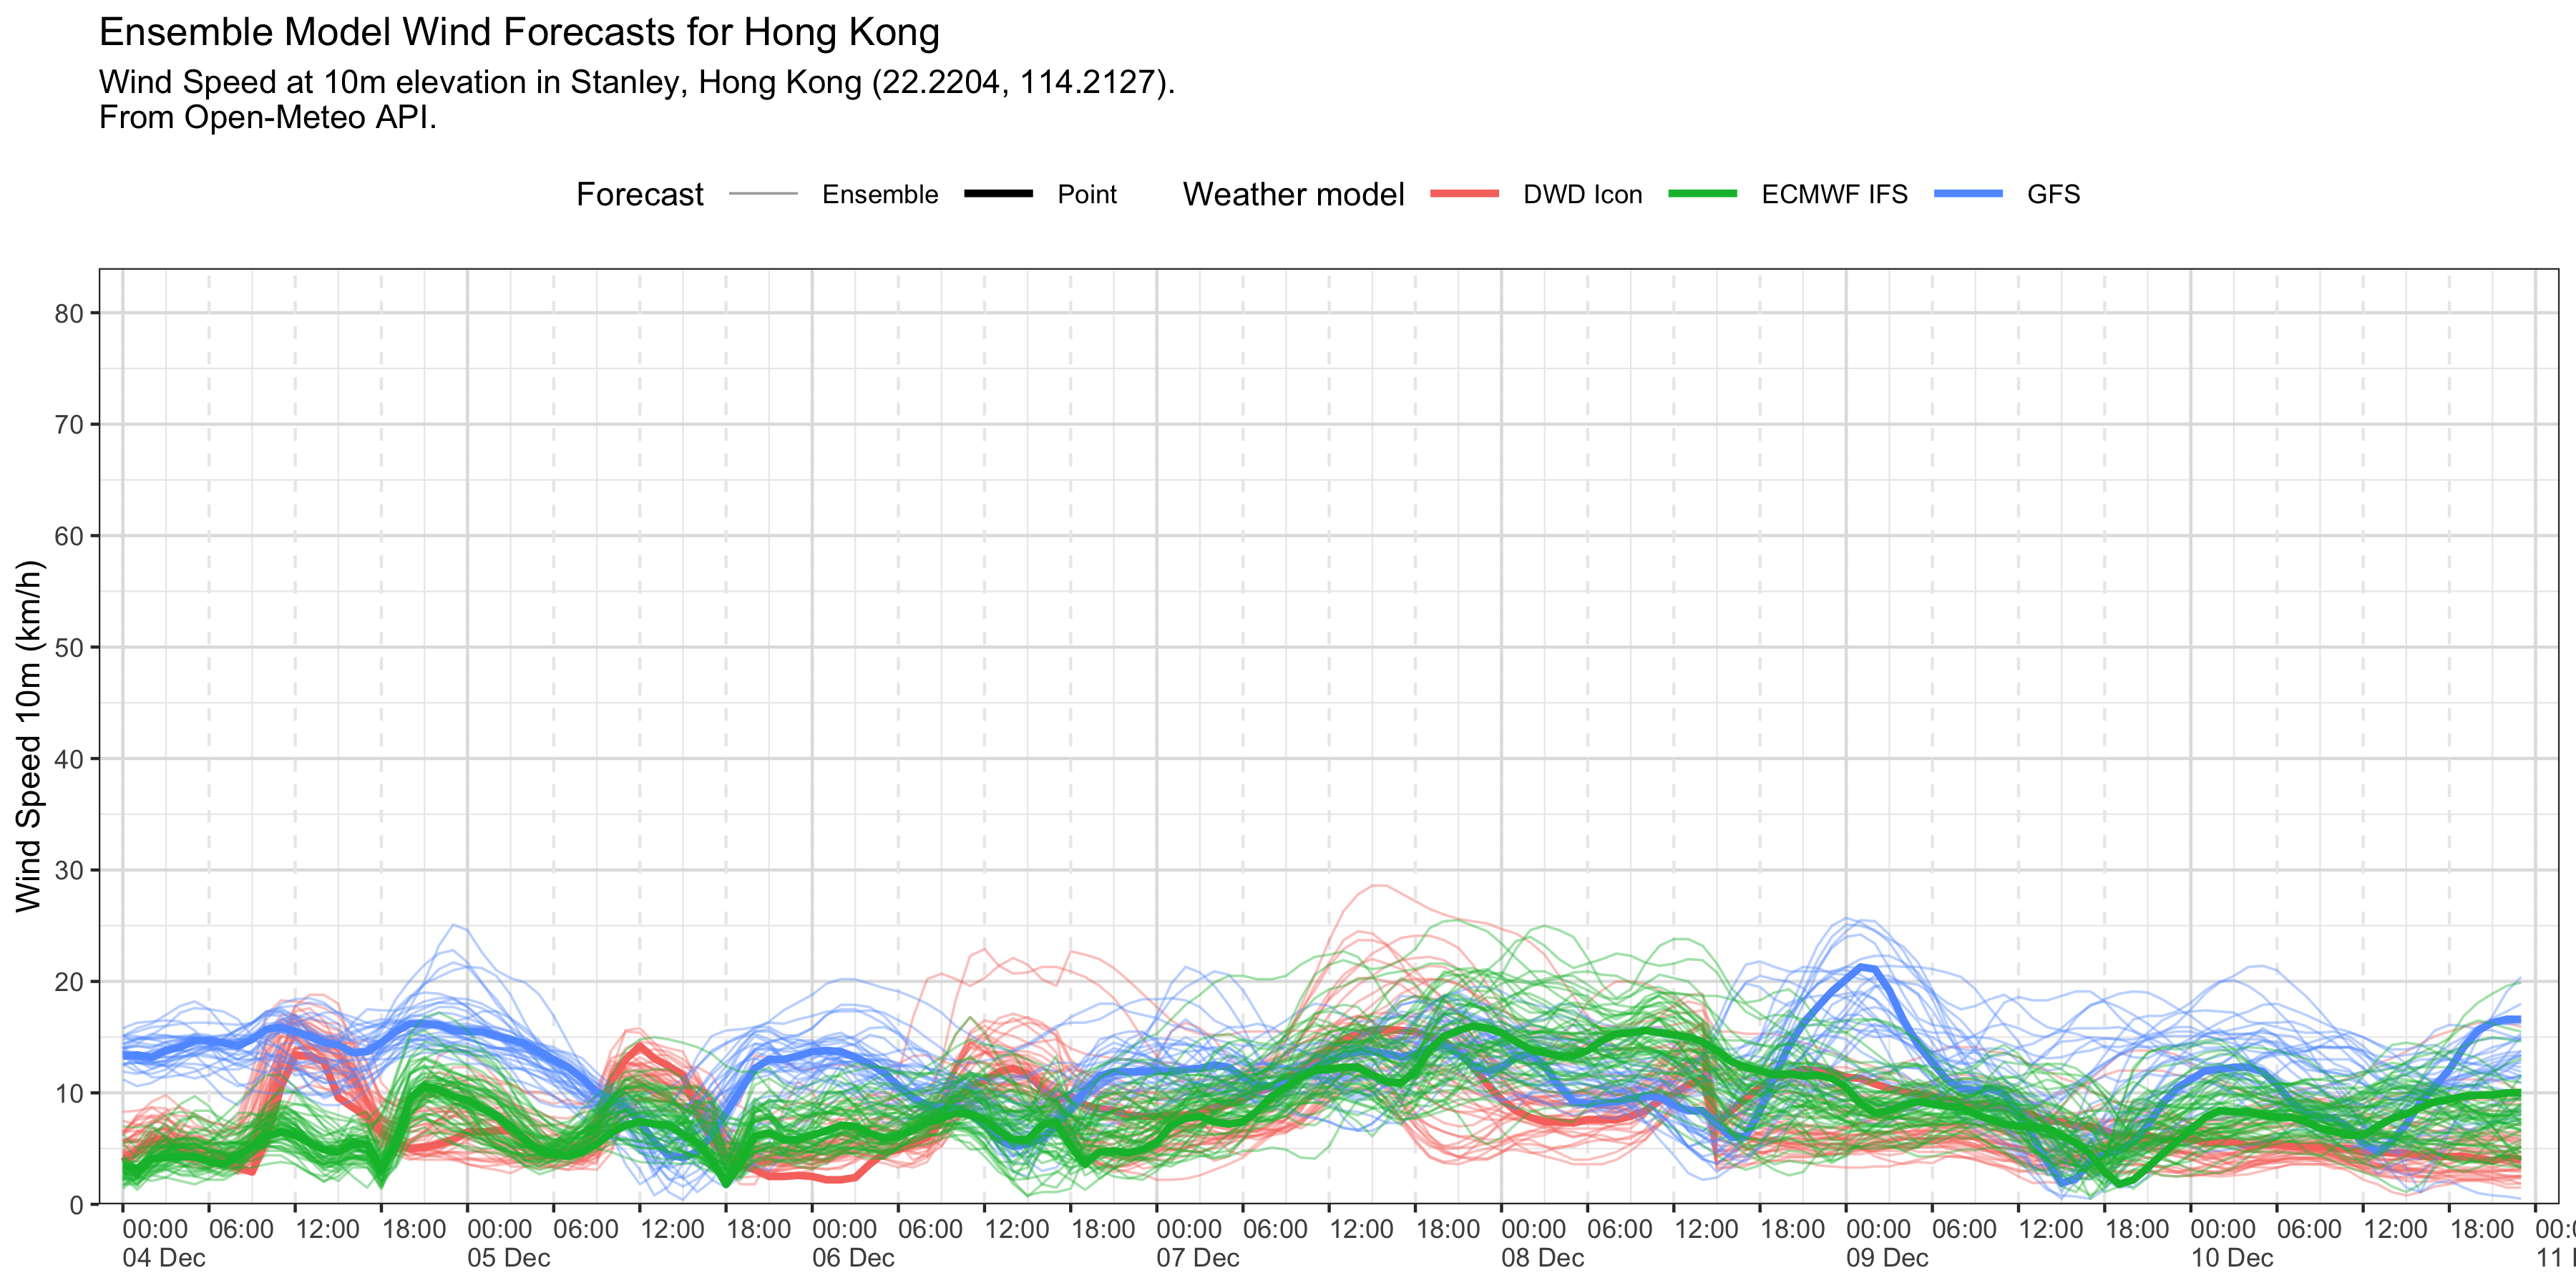 Ensemble Model Wind Forecasts for Hong Kong
Wind Speed at 10m elevation in Stanley, Hong Kong (22.2204, 114.2127).
From Open-Meteo API.
Forecast Ensemble Point Weather model DWD Icon ECMWF IFS GFS
Wind Speed 10m (km/h)
80
70
60
50
40
30
20
10
0
00:00 06:00 12:00 18:00 00:00 06:00 12:00 18:00 00:00 06:00 12:00 18:00 00:00 06:00 12:00 18:00 00:00 06:00 12:00 18:00 00:00 06:00 12:00 18:00 00:00 06:00 12:00 18:00
04 Dec 05 Dec 06 Dec 07 Dec 08 Dec 09 Dec 10 Dec 11